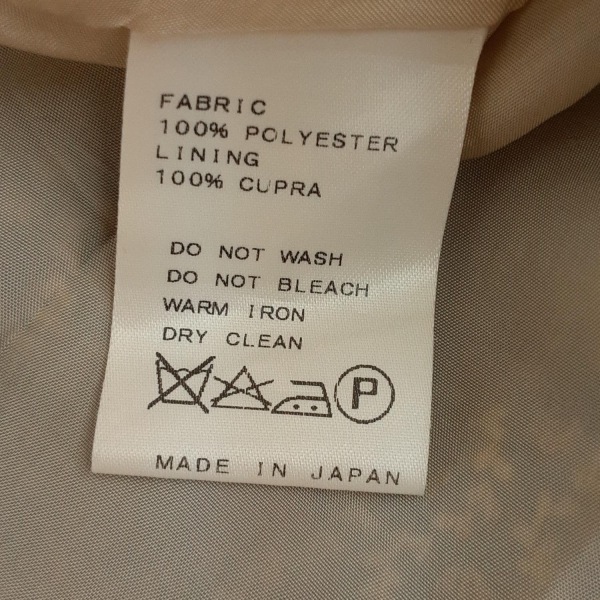 FABRIC
100% POLYESTER
LINING
100% CUPRA
DO NOT WASH
DO NOT BLEACH
WARM IRON
DRY CLEAN
P
MADE IN JAPAN